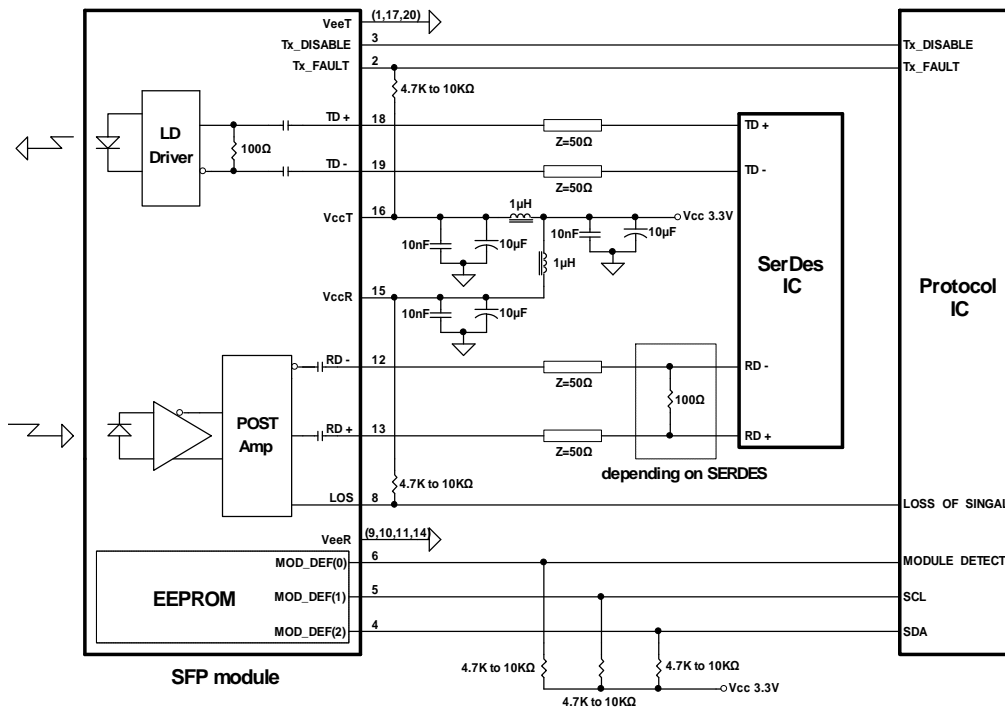 VeeT (1,17,20)
Tx_DISABLE 3 Tx_DISABLE
Tx_FAULT 2 Tx_FAULT
4.7K to 10KΩ
LD
Driver
100Ω
TD + 18 TD +
Z=50Ω
TD - 19 TD -
Z=50Ω
1µH
VccT 16 Vcc 3.3V
10nF 10µF 10nF 10µF
1µH
SerDes
IC
Protocol
IC
VccR 15
10nF 10µF
RD - 12 RD -
Z=50Ω
100Ω
POST
Amp
RD + 13 RD +
Z=50Ω
depending on SERDES
4.7K to 10KΩ
LOS 8 LOSS OF SINGAL
VeeR (9,10,11,14)
MOD_DEF(0) 6 MODULE DETECT
EEPROM
MOD_DEF(1) 5 SCL
MOD_DEF(2) 4 SDA
4.7K to 10KΩ 4.7K to 10KΩ
SFP module
4.7K to 10KΩ
Vcc 3.3V